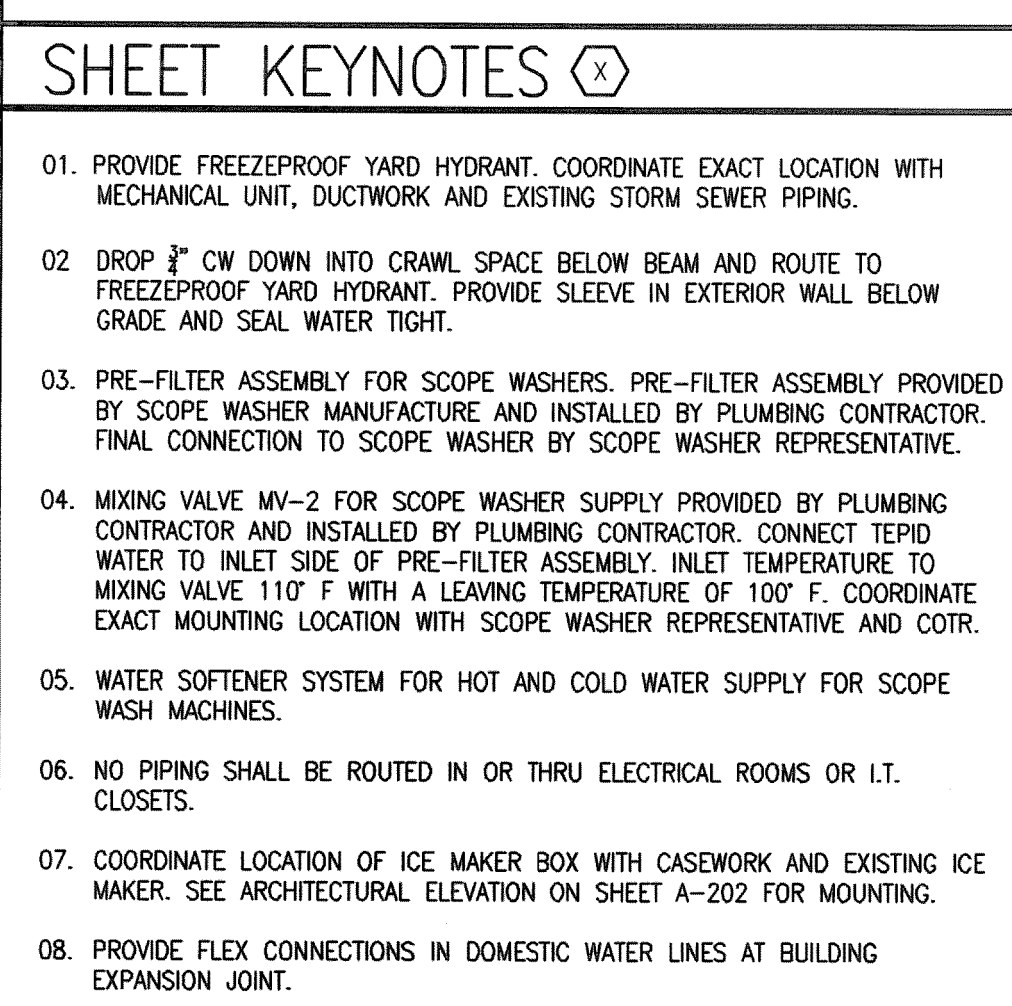 SHEET KEYNOTES X
01. PROVIDE FREEZEPROOF YARD HYDRANT. COORDINATE EXACT LOCATION WITH
MECHANICAL UNIT, DUCTWORK AND EXISTING STORM SEWER PIPING.
02 DROP 3/4" CW DOWN INTO CRAWL SPACE BELOW BEAM AND ROUTE TO
FREEZEPROOF YARD HYDRANT. PROVIDE SLEEVE IN EXTERIOR WALL BELOW
GRADE AND SEAL WATER TIGHT.
03. PRE-FILTER ASSEMBLY FOR SCOPE WASHERS. PRE-FILTER ASSEMBLY PROVIDED
BY SCOPE WASHER MANUFACTURE AND INSTALLED BY PLUMBING CONTRACTOR.
FINAL CONNECTION TO SCOPE WASHER BY SCOPE WASHER REPRESENTATIVE.
04. MIXING VALVE MV-2 FOR SCOPE WASHER SUPPLY PROVIDED BY PLUMBING
CONTRACTOR AND INSTALLED BY PLUMBING CONTRACTOR. CONNECT TEPID
WATER TO INLET SIDE OF PRE-FILTER ASSEMBLY. INLET TEMPERATURE TO
MIXING VALVE 110° F WITH A LEAVING TEMPERATURE OF 100° F. COORDINATE
EXACT MOUNTING LOCATION WITH SCOPE WASHER REPRESENTATIVE AND COTR.
05. WATER SOFTENER SYSTEM FOR HOT AND COLD WATER SUPPLY FOR SCOPE
WASH MACHINES.
06. NO PIPING SHALL BE ROUTED IN OR THRU ELECTRICAL ROOMS OR I.T.
CLOSETS.
07. COORDINATE LOCATION OF ICE MAKER BOX WITH CASEWORK AND EXISTING ICE
MAKER. SEE ARCHITECTURAL ELEVATION ON SHEET A-202 FOR MOUNTING.
08. PROVIDE FLEX CONNECTIONS IN DOMESTIC WATER LINES AT BUILDING
EXPANSION JOINT.